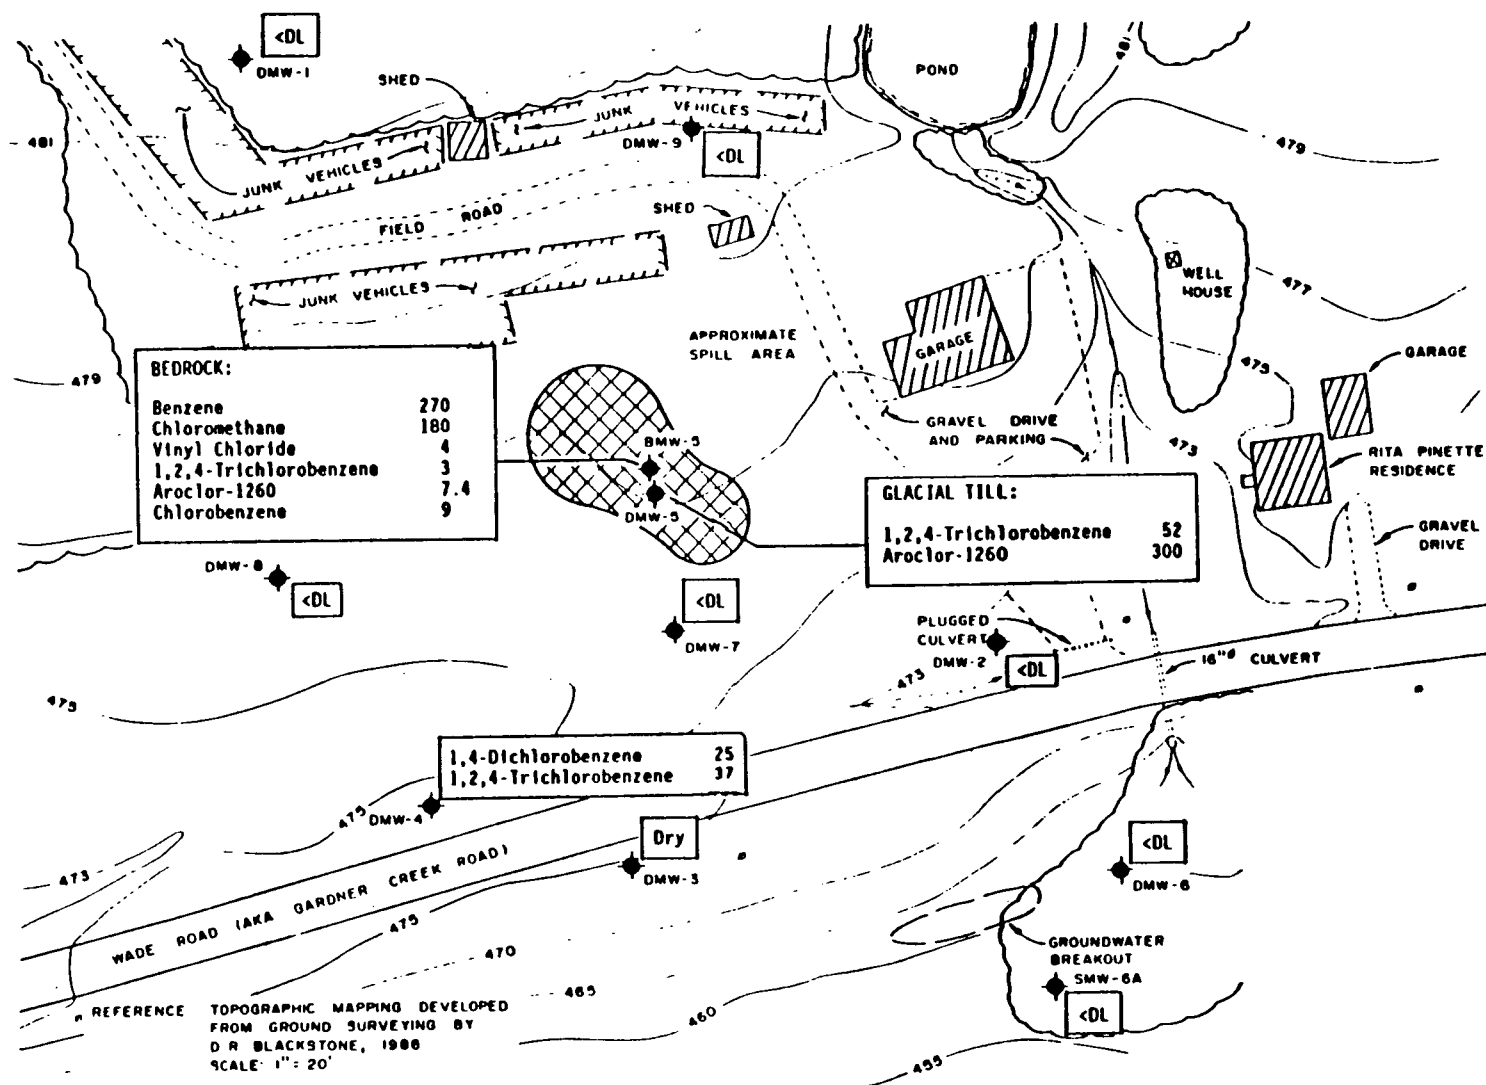 <DL
DMW-1
481
POND
SHED
JUNK VEHICLES
481
DMW-9
<DL
479
JUNK VEHICLES
SHED
FIELD ROAD
WELL
HOUSE
477
JUNK VEHICLES
APPROXIMATE
SPILL AREA
GARAGE
475
GARAGE
479
BEDROCK:
Benzene 270
Chloromethane 180
Vinyl Chloride 4
1,2,4-Trichlorobenzene 3
Aroclor-1260 7.4
Chlorobenzene 9
GRAVEL DRIVE
AND PARKING
473
RITA PINETTE
RESIDENCE
BMW-5
DMW-5
GLACIAL TILL:
1,2,4-Trichlorobenzene 52
Aroclor-1260 300
GRAVEL
DRIVE
DMW-8
<DL
<DL
DMW-7
PLUGGED
CULVERT
DMW-2
<DL
473
16"ø CULVERT
475
1,4-Dichlorobenzene 25
1,2,4-Trichlorobenzene 37
475
DMW-4
Dry
DMW-3
<DL
DMW-6
473
WADE ROAD (AKA GARDNER CREEK ROAD)
475
470
GROUNDWATER
BREAKOUT
SMW-6A
<DL
465
460
455
REFERENCE TOPOGRAPHIC MAPPING DEVELOPED
FROM GROUND SURVEYING BY
D R BLACKSTONE, 1986
SCALE: 1" = 20'